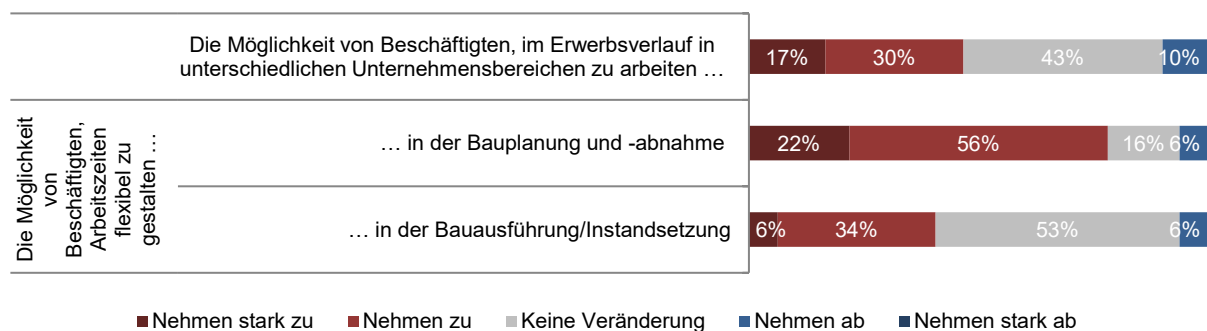 Die Möglichkeit von Beschäftigten, im Erwerbsverlauf in
unterschiedlichen Unternehmensbereichen zu arbeiten …
17% 30% 43% 10%
Die Möglichkeit
von
Beschäftigten,
Arbeitszeiten
flexibel zu
gestalten …
… in der Bauplanung und -abnahme
22% 56% 16% 6%
… in der Bauausführung/Instandsetzung
6% 34% 53% 6%
Nehmen stark zu Nehmen zu Keine Veränderung Nehmen ab Nehmen stark ab